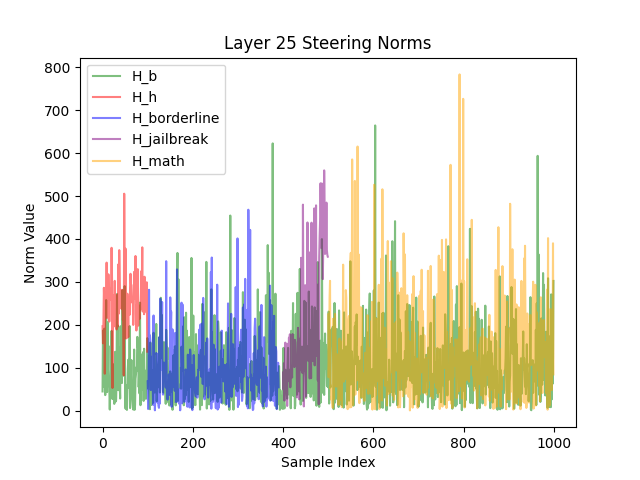 Layer 25 Steering Norms
H_b
H_h
H_borderline
H_jailbreak
H_math
Norm Value
800
700
600
500
400
300
200
100
0
0 200 400 600 800 1000
Sample Index